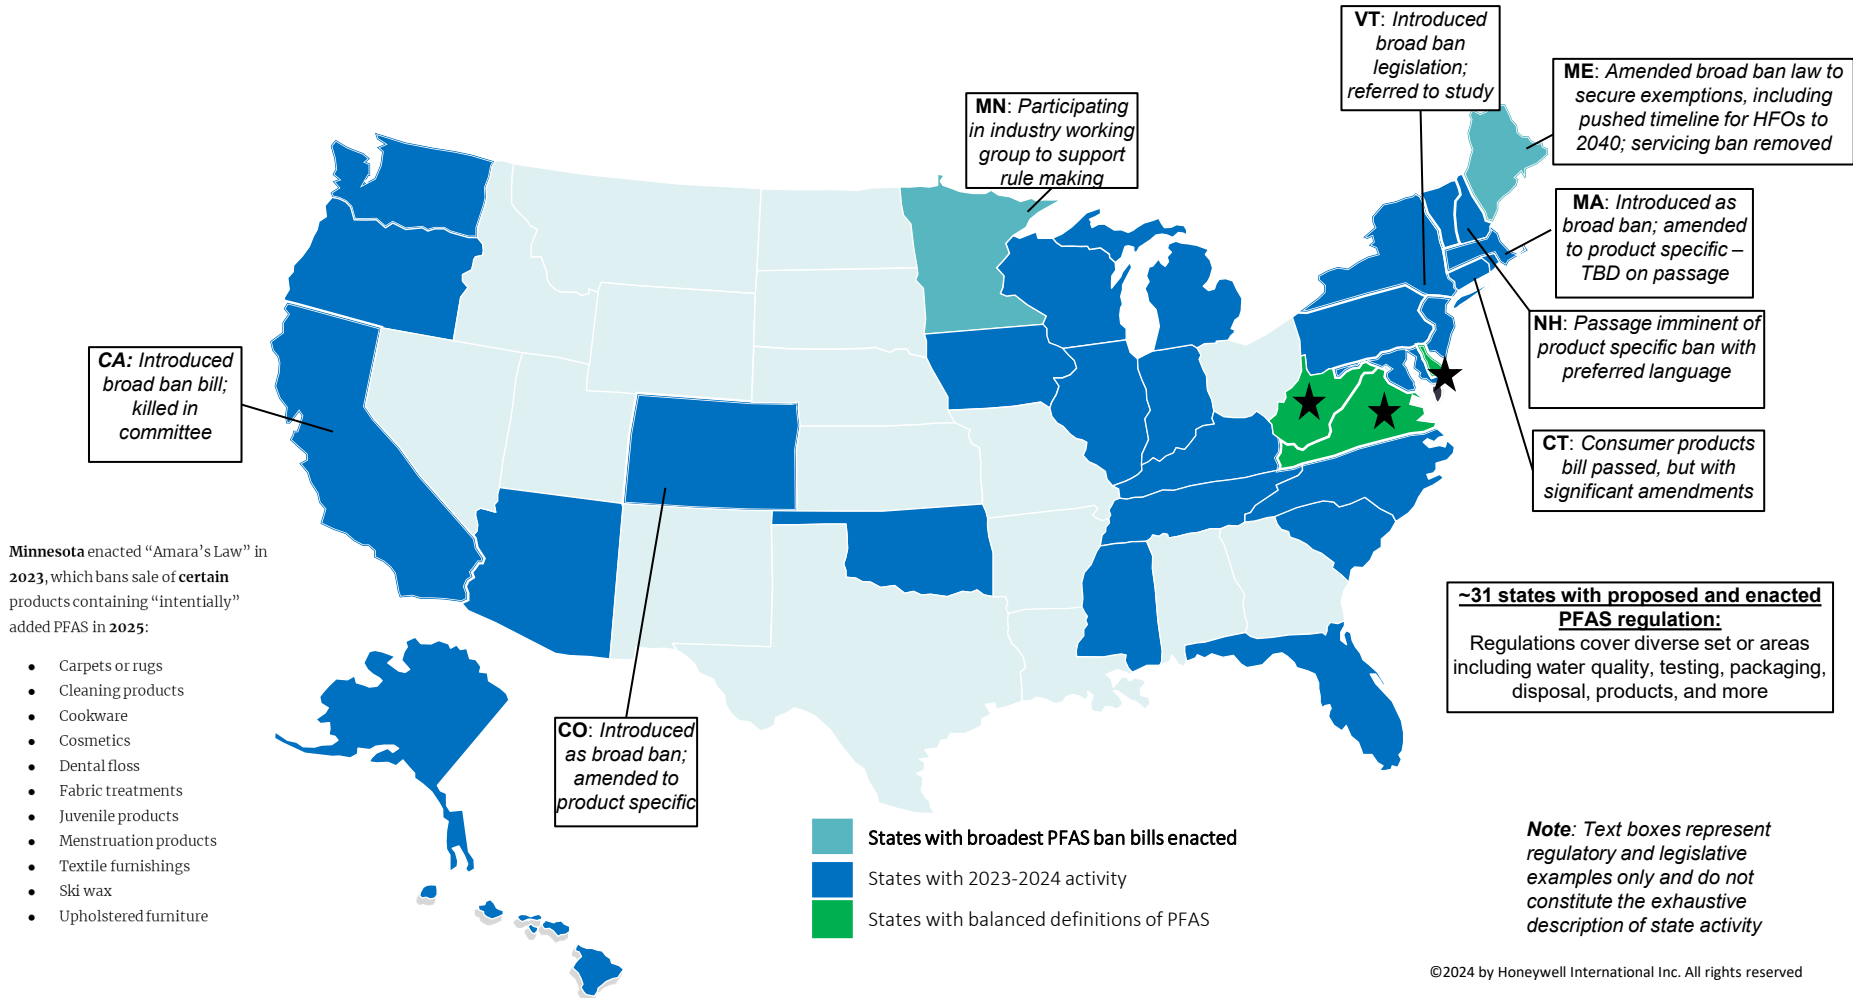 VT: Introduced
broad ban
legislation;
referred to study
ME: Amended broad ban law to
secure exemptions, including
pushed timeline for HFOs to
2040; servicing ban removed
MN: Participating
in industry working
group to support
rule making
MA: Introduced as
broad ban; amended
to product specific –
TBD on passage
NH: Passage imminent of
product specific ban with
preferred language
CA: Introduced
broad ban bill;
killed in
committee
CT: Consumer products
bill passed, but with
significant amendments
Minnesota enacted “Amara’s Law” in
2023, which bans sale of certain
products containing “intentially”
added PFAS in 2025:
● Carpets or rugs
● Cleaning products
● Cookware
● Cosmetics
● Dental floss
● Fabric treatments
● Juvenile products
● Menstruation products
● Textile furnishings
● Ski wax
● Upholstered furniture
~31 states with proposed and enacted
PFAS regulation:
Regulations cover diverse set or areas
including water quality, testing, packaging,
disposal, products, and more
CO: Introduced
as broad ban;
amended to
product specific
States with broadest PFAS ban bills enacted
States with 2023-2024 activity
States with balanced definitions of PFAS
Note: Text boxes represent
regulatory and legislative
examples only and do not
constitute the exhaustive
description of state activity
©2024 by Honeywell International Inc. All rights reserved